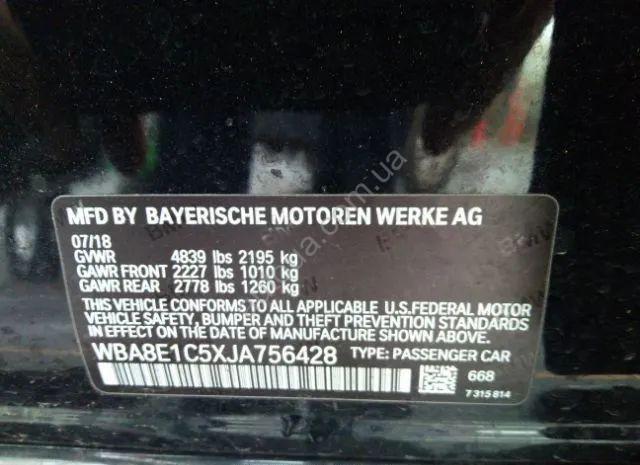 MFD BY BAYERISCHE MOTOREN WERKE AG
07/18
GVWR 4839 lbs 2195 kg
GAWR FRONT 2227 lbs 1010 kg
GAWR REAR 2778 lbs 1260 kg
THIS VEHICLE CONFORMS TO ALL APPLICABLE U.S.FEDERAL MOTOR
VEHICLE SAFETY, BUMPER AND THEFT PREVENTION STANDARDS
IN EFFECT ON THE DATE OF MANUFACTURE SHOWN ABOVE.
WBA8E1C5XJA756428 TYPE: PASSENGER CAR
668
7 315 814